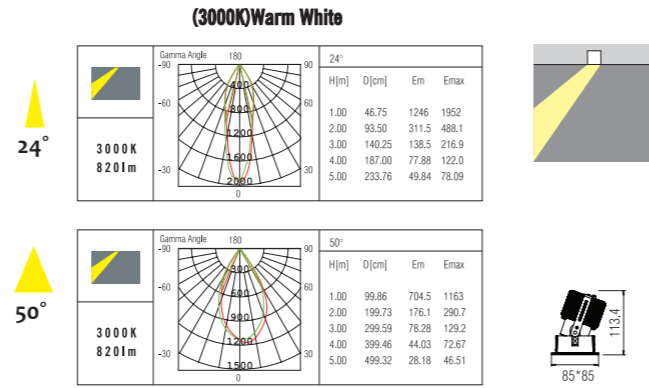 (3000K)Warm White
24°
3000K
820lm
Gamma Angle 180
-90 90
-60 60
-30 30
0
400
800
1200
1600
2000
24°
H[m] D[cm] Em Emax
1.00 46.75 1246 1952
2.00 93.50 311.5 488.1
3.00 140.25 138.5 216.9
4.00 187.00 77.88 122.0
5.00 233.76 49.84 78.09
50°
3000K
820lm
Gamma Angle 180
-90 90
-60 60
-30 30
0
300
600
900
1200
1500
50°
H[m] D[cm] Em Emax
1.00 99.86 704.5 1163
2.00 199.73 176.1 290.7
3.00 299.59 78.28 129.2
4.00 399.46 44.03 72.67
5.00 499.32 28.18 46.51
113.4
85*85